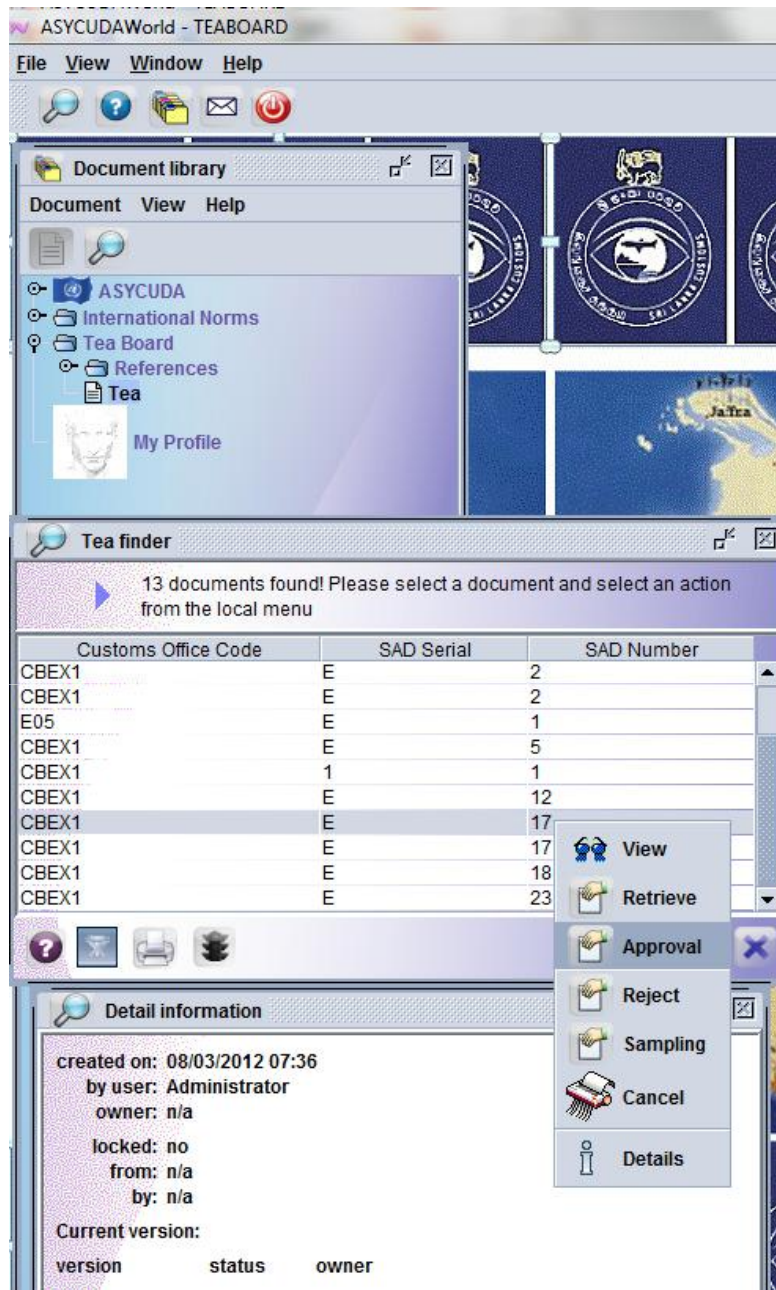 ASYCUDAWorld - TEABOARD
File View Window Help
Document library
Document View Help
ASYCUDA
International Norms
Tea Board
References
Tea
My Profile
SRI LANKA CUSTOMS
Jaffna
Tea finder
13 documents found! Please select a document and select an action
from the local menu
Customs Office Code SAD Serial SAD Number
CBEX1 E 2
CBEX1 E 2
E05 E 1
CBEX1 E 5
CBEX1 1 1
CBEX1 E 12
CBEX1 E 17
CBEX1 E 17
CBEX1 E 18
CBEX1 E 23
View
Retrieve
Approval
Reject
Sampling
Cancel
Details
Detail information
created on: 08/03/2012 07:36
by user: Administrator
owner: n/a
locked: no
from: n/a
by: n/a
Current version:
version status owner